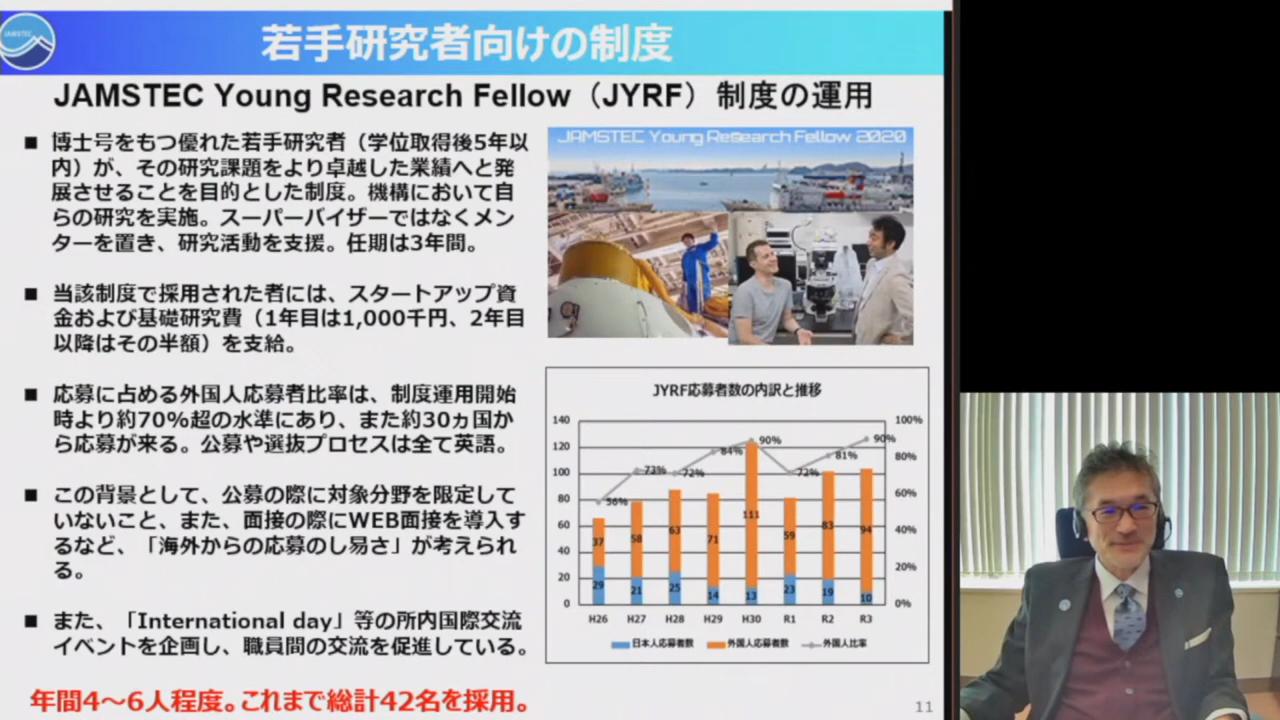 JAMSTEC
若手研究者向けの制度
JAMSTEC Young Research Fellow（JYRF）制度の運用
■ 博士号をもつ優れた若手研究者（学位取得後5年以
内）が、その研究課題をより卓越した業績へと発
展させることを目的とした制度。機構において自
らの研究を実施。スーパーバイザーではなくメン
ターを置き、研究活動を支援。任期は3年間。
■ 当該制度で採用された者には、スタートアップ資
金および基礎研究費（1年目は1,000千円、2年目
以降はその半額）を支給。
■ 応募に占める外国人応募者比率は、制度運用開始
時より約70%超の水準にあり、また約30ヵ国か
ら応募が来る。公募や選抜プロセスは全て英語。
■ この背景として、公募の際に対象分野を限定して
いないこと、また、面接の際にWEB面接を導入す
るなど、「海外からの応募のし易さ」が考えられ
る。
■ また、「International day」等の所内国際交流
イベントを企画し、職員間の交流を促進している。
年間4～6人程度。これまで総計42名を採用。
JAMSTEC Young Research Fellow 2020
JYRF応募者数の内訳と推移
140 100%
120 80%
100
80 60%
60 40%
40
20 20%
0 0%
56% 73% 72% 84% 90% 72% 81% 90%
37 58 63 71 111 59 83 94
29 21 25 14 13 23 19 10
H26 H27 H28 H29 H30 R1 R2 R3
日本人応募者数 外国人応募者数 外国人比率
11